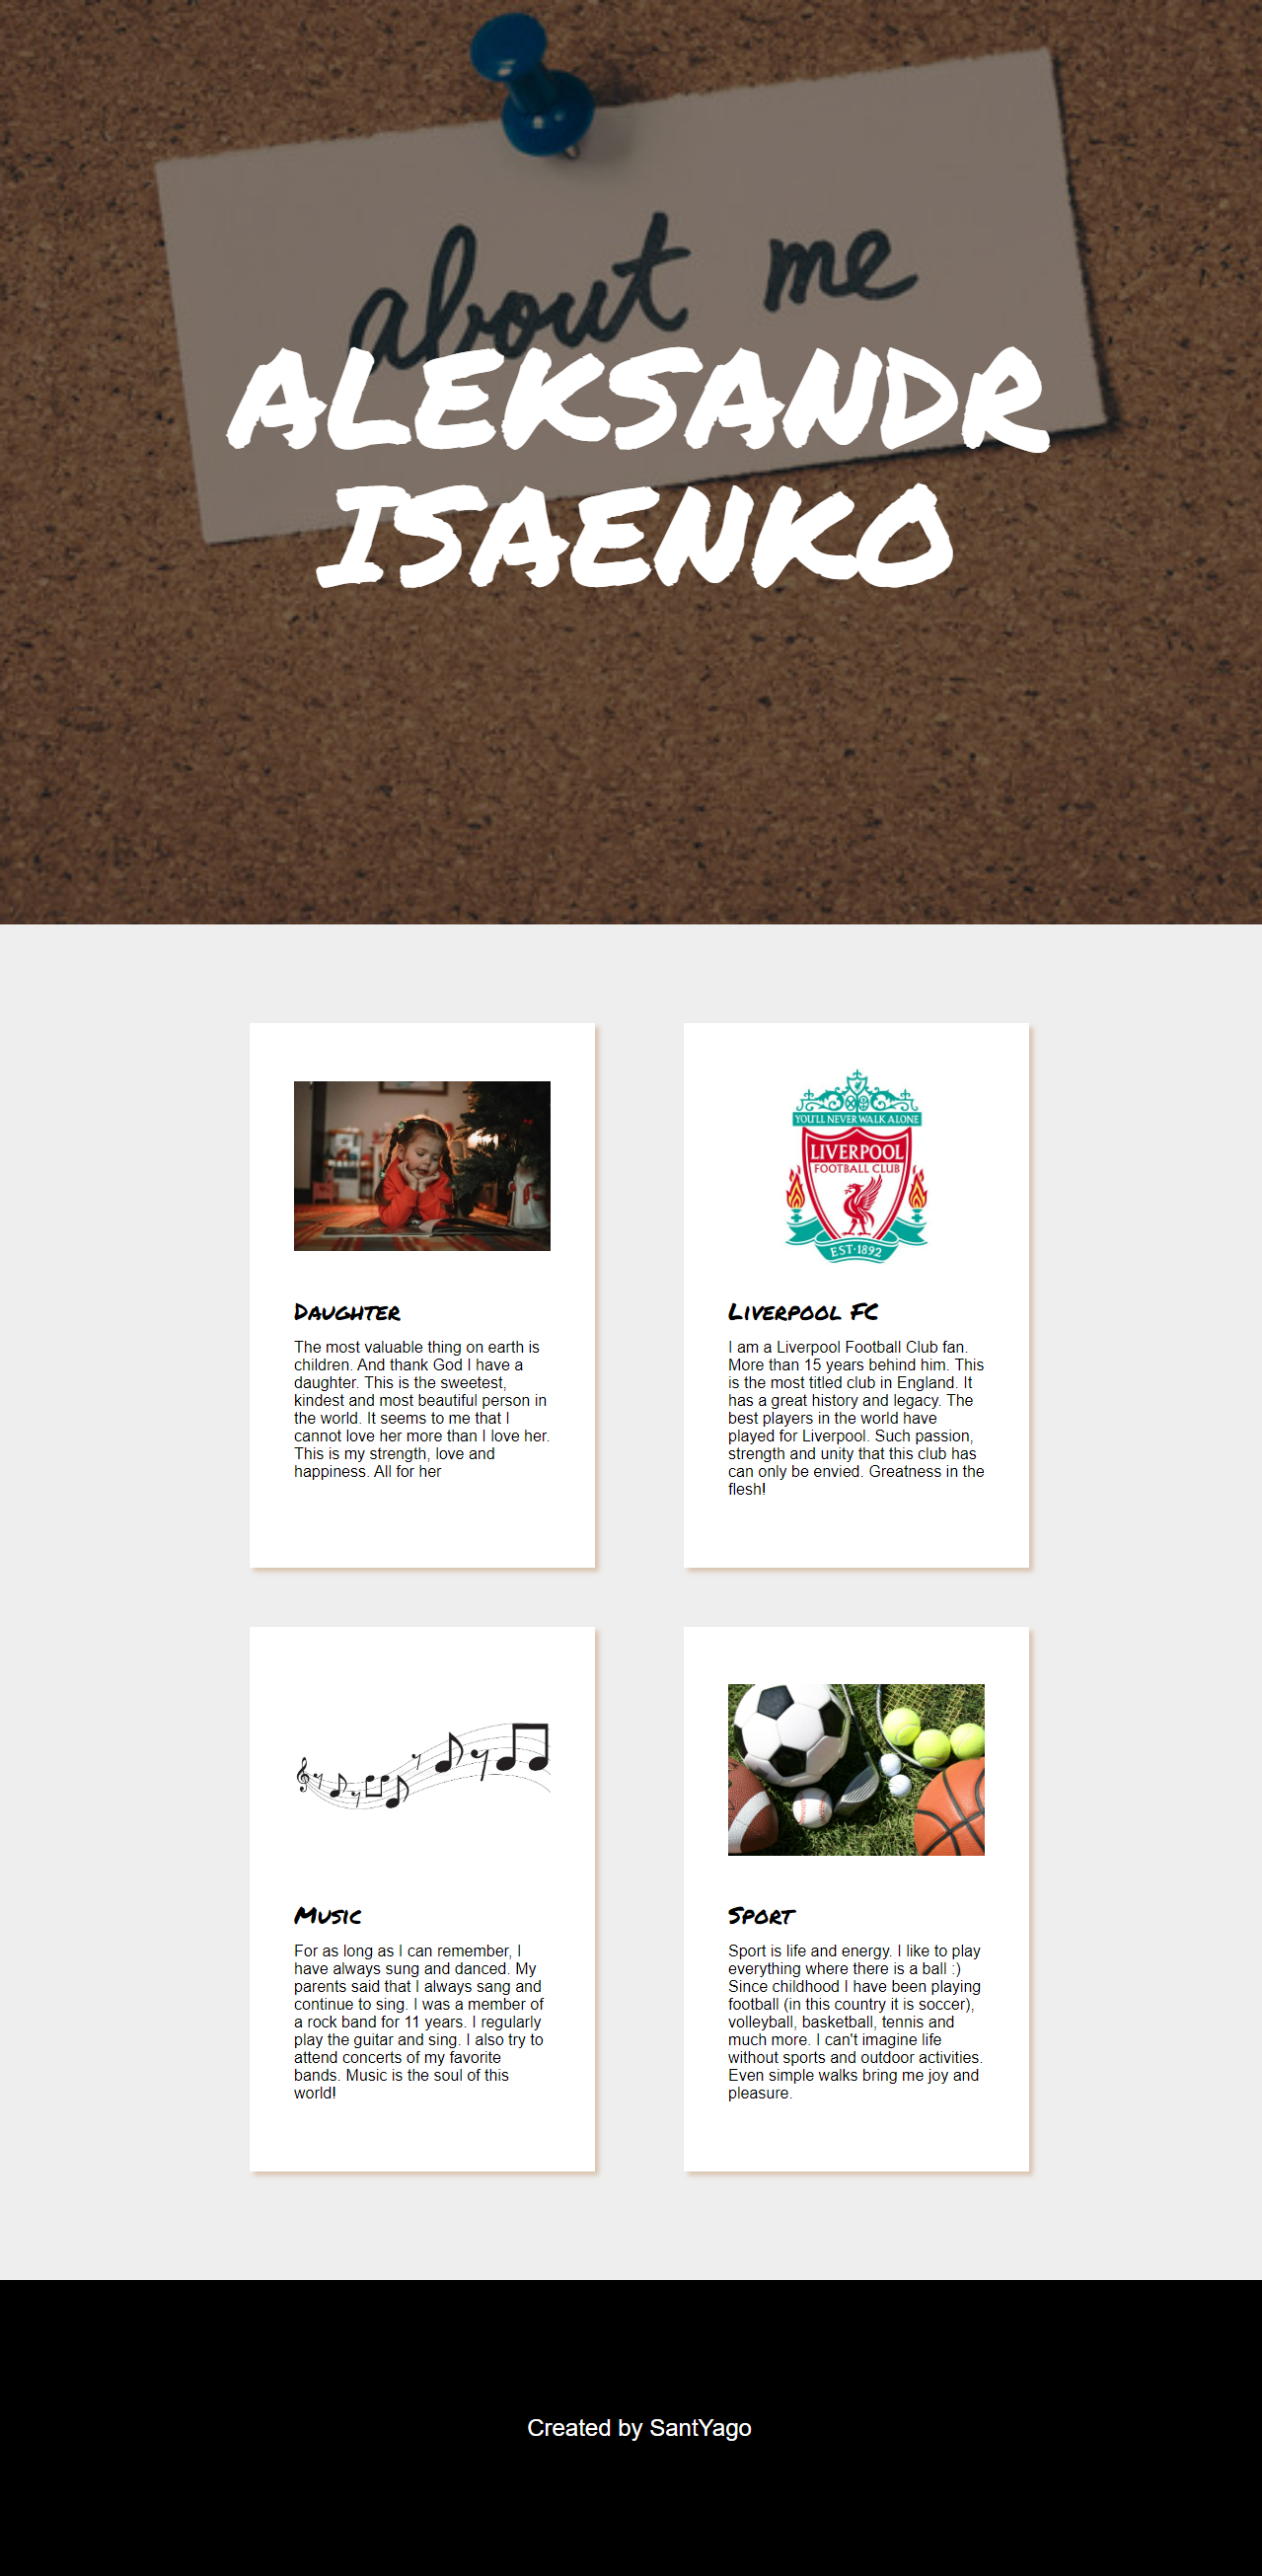 about me
ALEKSANDR
ISAENKO
YOU'LL NEVER WALK ALONE
LIVERPOOL
FOOTBALL CLUB
EST·1892
Daughter
The most valuable thing on earth is
children. And thank God I have a
daughter. This is the sweetest,
kindest and most beautiful person in
the world. It seems to me that I
cannot love her more than I love her.
This is my strength, love and
happiness. All for her
Liverpool FC
I am a Liverpool Football Club fan.
More than 15 years behind him. This
is the most titled club in England. It
has a great history and legacy. The
best players in the world have
played for Liverpool. Such passion,
strength and unity that this club has
can only be envied. Greatness in the
flesh!
Music
For as long as I can remember, I
have always sung and danced. My
parents said that I always sang and
continue to sing. I was a member of
a rock band for 11 years. I regularly
play the guitar and sing. I also try to
attend concerts of my favorite
bands. Music is the soul of this
world!
Sport
Sport is life and energy. I like to play
everything where there is a ball :)
Since childhood I have been playing
football (in this country it is soccer),
volleyball, basketball, tennis and
much more. I can't imagine life
without sports and outdoor activities.
Even simple walks bring me joy and
pleasure.
Created by SantYago